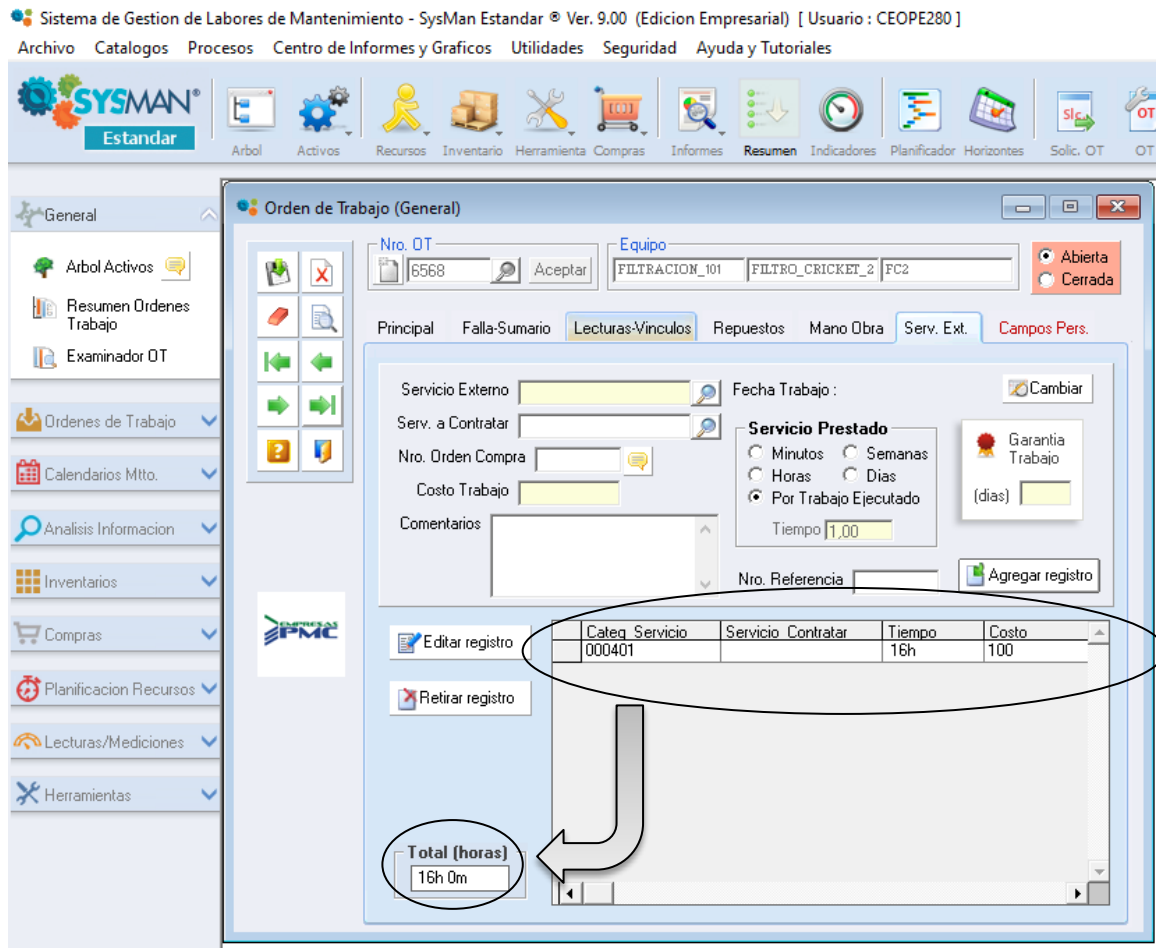 Sistema de Gestion de Labores de Mantenimiento - SysMan Estandar ® Ver. 9.00 (Edicion Empresarial) [ Usuario : CEOPE280 ]
Archivo Catalogos Procesos Centro de Informes y Graficos Utilidades Seguridad Ayuda y Tutoriales
SYSMAN®
Estandar
Arbol Activos Recursos Inventario Herramienta Compras Informes Resumen Indicadores Planificador Horizontes Solic. OT OT
General
Arbol Activos
Resumen Ordenes
Trabajo
Examinador OT
Ordenes de Trabajo
Calendarios Mtto.
Analisis Informacion
Inventarios
Compras
Planificacion Recursos
Lecturas/Mediciones
Herramientas
EMPRESAS
PMC
Orden de Trabajo (General)
Nro. OT
6568
Aceptar
Equipo
FILTRACION_101 FILTRO_CRICKET_2 FC2
Abierta
Cerrada
Principal Falla-Sumario Lecturas-Vinculos Repuestos Mano Obra Serv. Ext. Campos Pers.
Servicio Externo
Fecha Trabajo :
Cambiar
Serv. a Contratar
Nro. Orden Compra
Costo Trabajo
Comentarios
Servicio Prestado
Minutos Semanas
Horas Dias
Por Trabajo Ejecutado
Tiempo 1,00
Garantia
Trabajo
(dias)
Nro. Referencia
Agregar registro
Editar registro
Retirar registro
Categ_Servicio Servicio_Contratar Tiempo Costo
000401 16h 100
Total (horas)
16h 0m